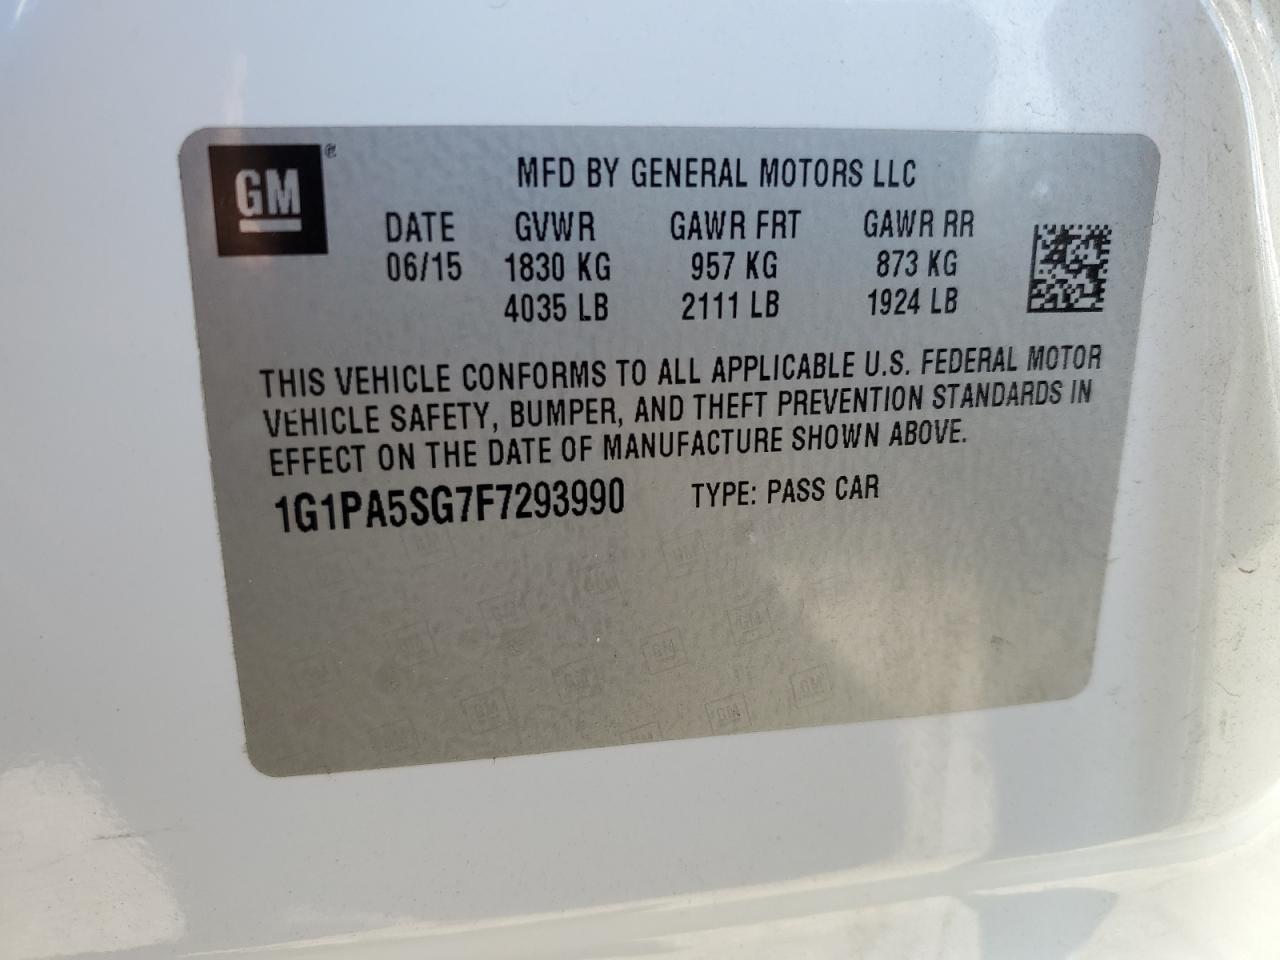 GM®
MFD BY GENERAL MOTORS LLC
DATE GVWR GAWR FRT GAWR RR
06/15 1830 KG 957 KG 873 KG
4035 LB 2111 LB 1924 LB
THIS VEHICLE CONFORMS TO ALL APPLICABLE U.S. FEDERAL MOTOR
VEHICLE SAFETY, BUMPER, AND THEFT PREVENTION STANDARDS IN
EFFECT ON THE DATE OF MANUFACTURE SHOWN ABOVE.
1G1PA5SG7F7293990 TYPE: PASS CAR